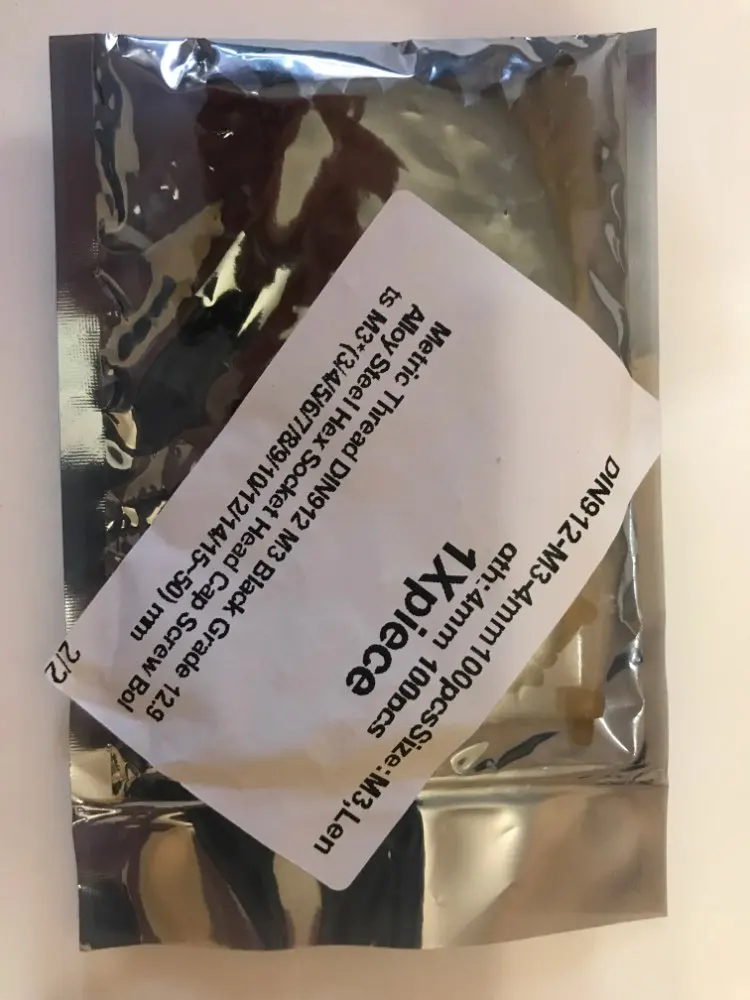 DIN912-M3-4mm100pcsSize:M3,Len
gth:4mm 100pcs
1Xpiece
Metric Thread DIN912 M3 Black Grade 12.9
Alloy Steel Hex Socket Head Cap Screw Bol
ts M3*(3/4/5/6/7/8/9/10/12/14/15~50) mm
2/2